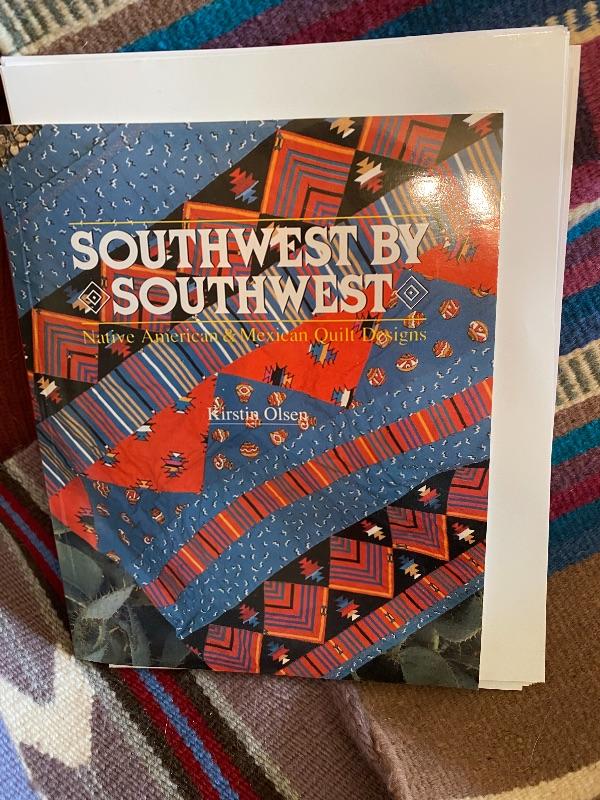 SOUTHWEST BY
SOUTHWEST
Native American & Mexican Quilt Designs
Kirstin Olsen